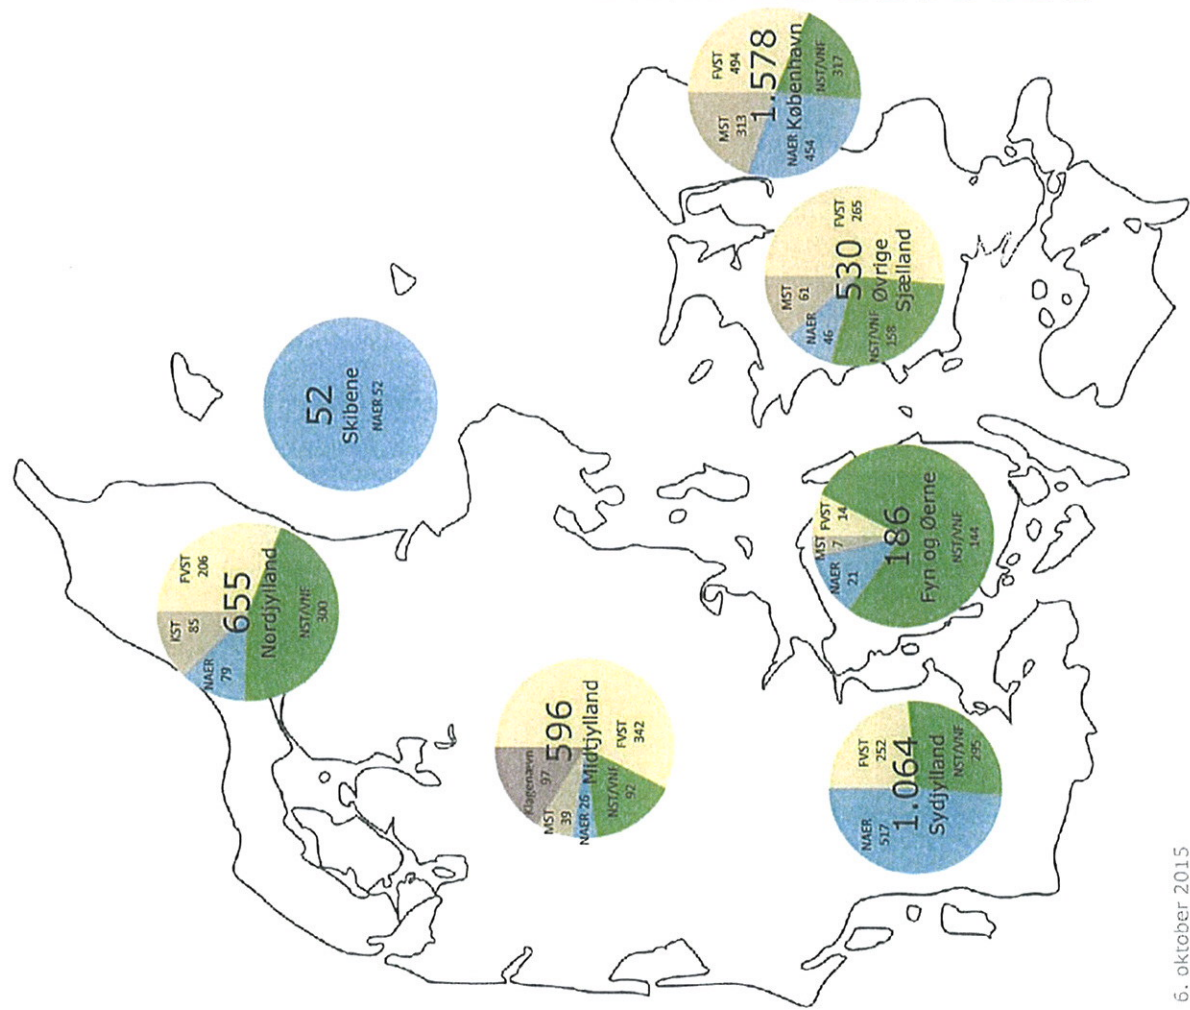 FVST
206
KST
85
655
Nordjylland
NAER
79
NST/VNF
300
52
Skibene
NAER 52
Klagenævn
97
596
Midtjylland
MST
39
NAER 26
FVST
342
NST/VNF
92
NAER
517
FVST
252
1.064
Sydjylland
NST/VNF
295
MST
7
FVST
14
NAER
21
186
Fyn og Øerne
NST/VNF
144
MST
61
FVST
265
NAER
46
530
Øvrige
Sjælland
NST/VNF
158
MST
313
FVST
494
1.578
København
NAER
454
NST/VNF
317
6. oktober 2015